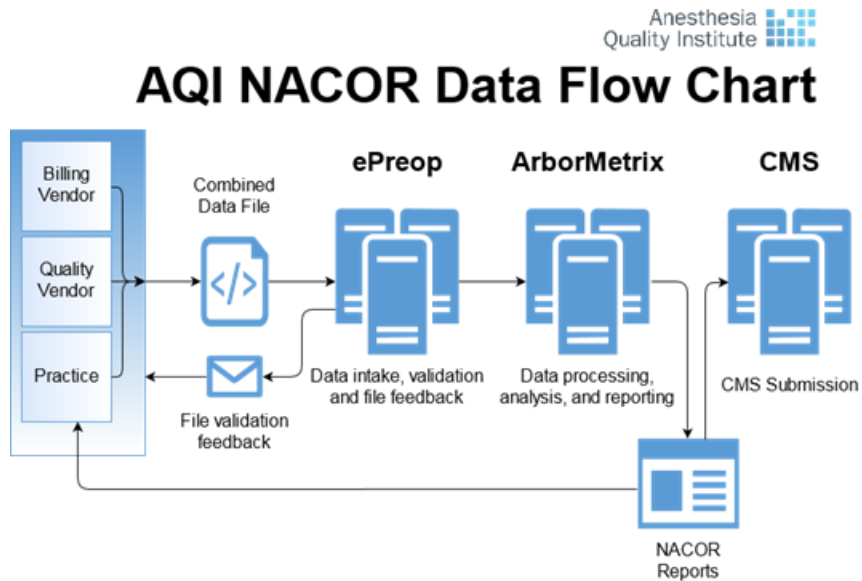 Anesthesia
Quality Institute
AQI NACOR Data Flow Chart
Billing
Vendor
Quality
Vendor
Practice
Combined
Data File
</>
File validation
feedback
ePreop
Data intake, validation
and file feedback
ArborMetrix
Data processing,
analysis, and reporting
CMS
CMS Submission
NACOR
Reports